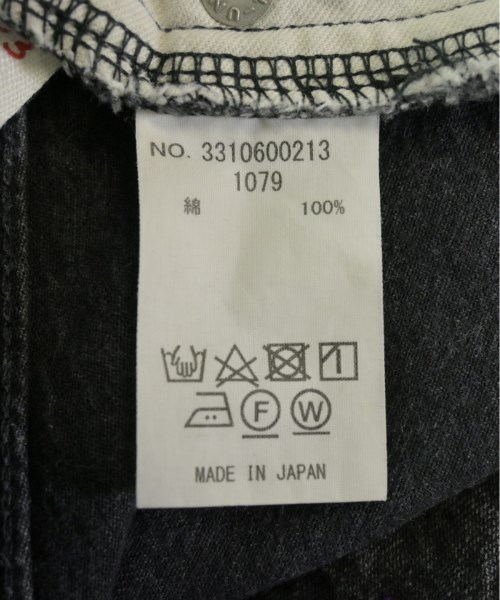 NO. 3310600213
1079
綿 100%
F W
MADE IN JAPAN